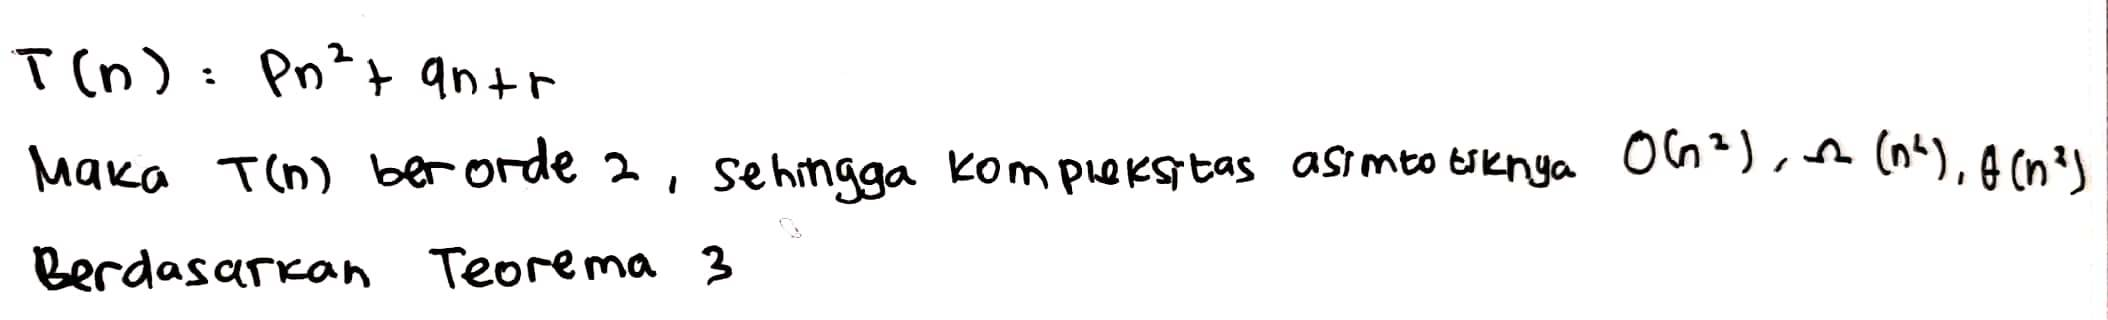 T(n) : Pn² + qn + r
Maka T(n) berorde 2, sehingga kompleksitas asimtotiknya O(n²), Ω (n²), θ(n²)
Berdasarkan Teorema 3